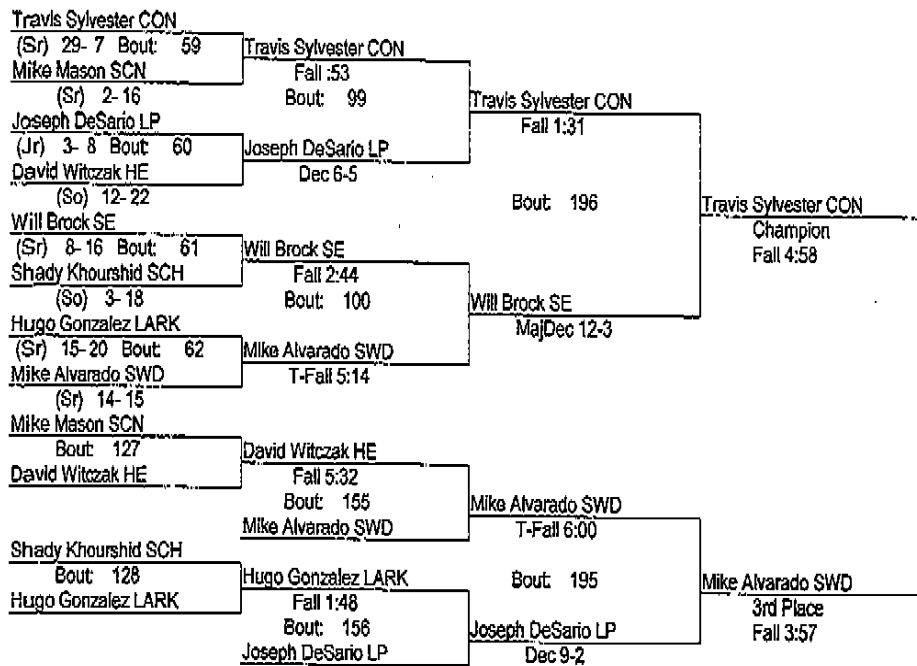 Travis Sylvester CON
(Sr) 29- 7 Bout: 59
Mike Mason SCN
(Sr) 2- 16
Joseph DeSario LP
(Jr) 3- 8 Bout: 60
David Witczak HE
(So) 12- 22
Will Brock SE
(Sr) 8- 16 Bout: 61
Shady Khourshid SCH
(So) 3- 18
Hugo Gonzalez LARK
(Sr) 15- 20 Bout: 62
Mike Alvarado SWD
(Sr) 14- 15
Travis Sylvester CON
Fall :53
Bout: 99
Joseph DeSario LP
Dec 6-5
Will Brock SE
Fall 2:44
Bout: 100
Mike Alvarado SWD
T-Fall 5:14
Travis Sylvester CON
Fall 1:31
Bout: 196
Will Brock SE
MajDec 12-3
Travis Sylvester CON
Champion
Fall 4:58
Mike Mason SCN
Bout: 127
David Witczak HE
Shady Khourshid SCH
Bout: 128
Hugo Gonzalez LARK
David Witczak HE
Fall 5:32
Bout: 155
Mike Alvarado SWD
Hugo Gonzalez LARK
Fall 1:48
Bout: 156
Joseph DeSario LP
Mike Alvarado SWD
T-Fall 6:00
Bout: 195
Joseph DeSario LP
Dec 9-2
Mike Alvarado SWD
3rd Place
Fall 3:57